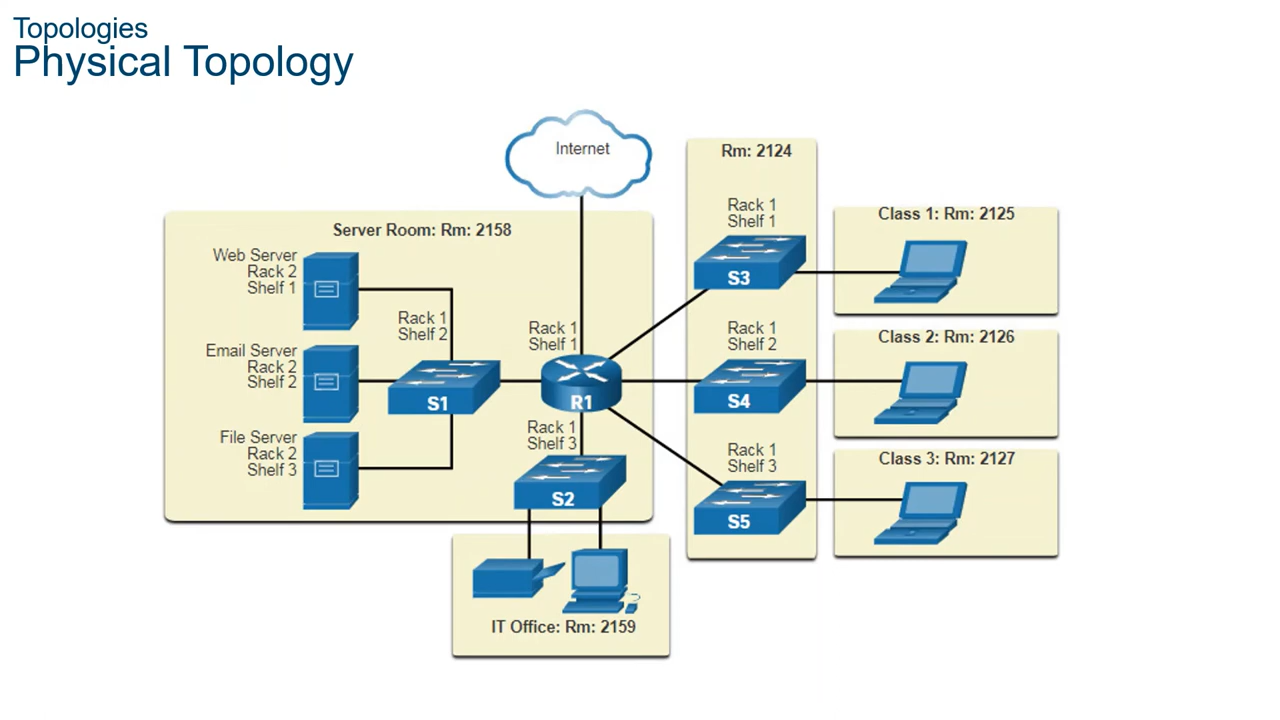 Topologies
Physical Topology
Internet
Server Room: Rm: 2158
Web Server
Rack 2
Shelf 1
Email Server
Rack 2
Shelf 2
File Server
Rack 2
Shelf 3
Rack 1
Shelf 2
S1
Rack 1
Shelf 1
R1
Rack 1
Shelf 3
S2
IT Office: Rm: 2159
Rm: 2124
Rack 1
Shelf 1
S3
Rack 1
Shelf 2
S4
Rack 1
Shelf 3
S5
Class 1: Rm: 2125
Class 2: Rm: 2126
Class 3: Rm: 2127